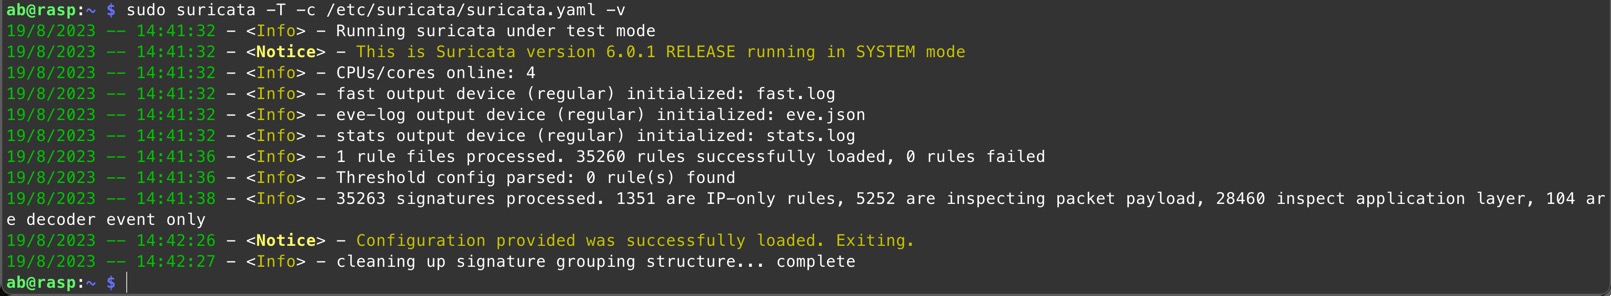 ab@rasp:~ $ sudo suricata -T -c /etc/suricata/suricata.yaml -v
19/8/2023 -- 14:41:32 - <Info> - Running suricata under test mode
19/8/2023 -- 14:41:32 - <Notice> - This is Suricata version 6.0.1 RELEASE running in SYSTEM mode
19/8/2023 -- 14:41:32 - <Info> - CPUs/cores online: 4
19/8/2023 -- 14:41:32 - <Info> - fast output device (regular) initialized: fast.log
19/8/2023 -- 14:41:32 - <Info> - eve-log output device (regular) initialized: eve.json
19/8/2023 -- 14:41:32 - <Info> - stats output device (regular) initialized: stats.log
19/8/2023 -- 14:41:36 - <Info> - 1 rule files processed. 35260 rules successfully loaded, 0 rules failed
19/8/2023 -- 14:41:36 - <Info> - Threshold config parsed: 0 rule(s) found
19/8/2023 -- 14:41:38 - <Info> - 35263 signatures processed. 1351 are IP-only rules, 5252 are inspecting packet payload, 28460 inspect application layer, 104 ar
e decoder event only
19/8/2023 -- 14:42:26 - <Notice> - Configuration provided was successfully loaded. Exiting.
19/8/2023 -- 14:42:27 - <Info> - cleaning up signature grouping structure... complete
ab@rasp:~ $